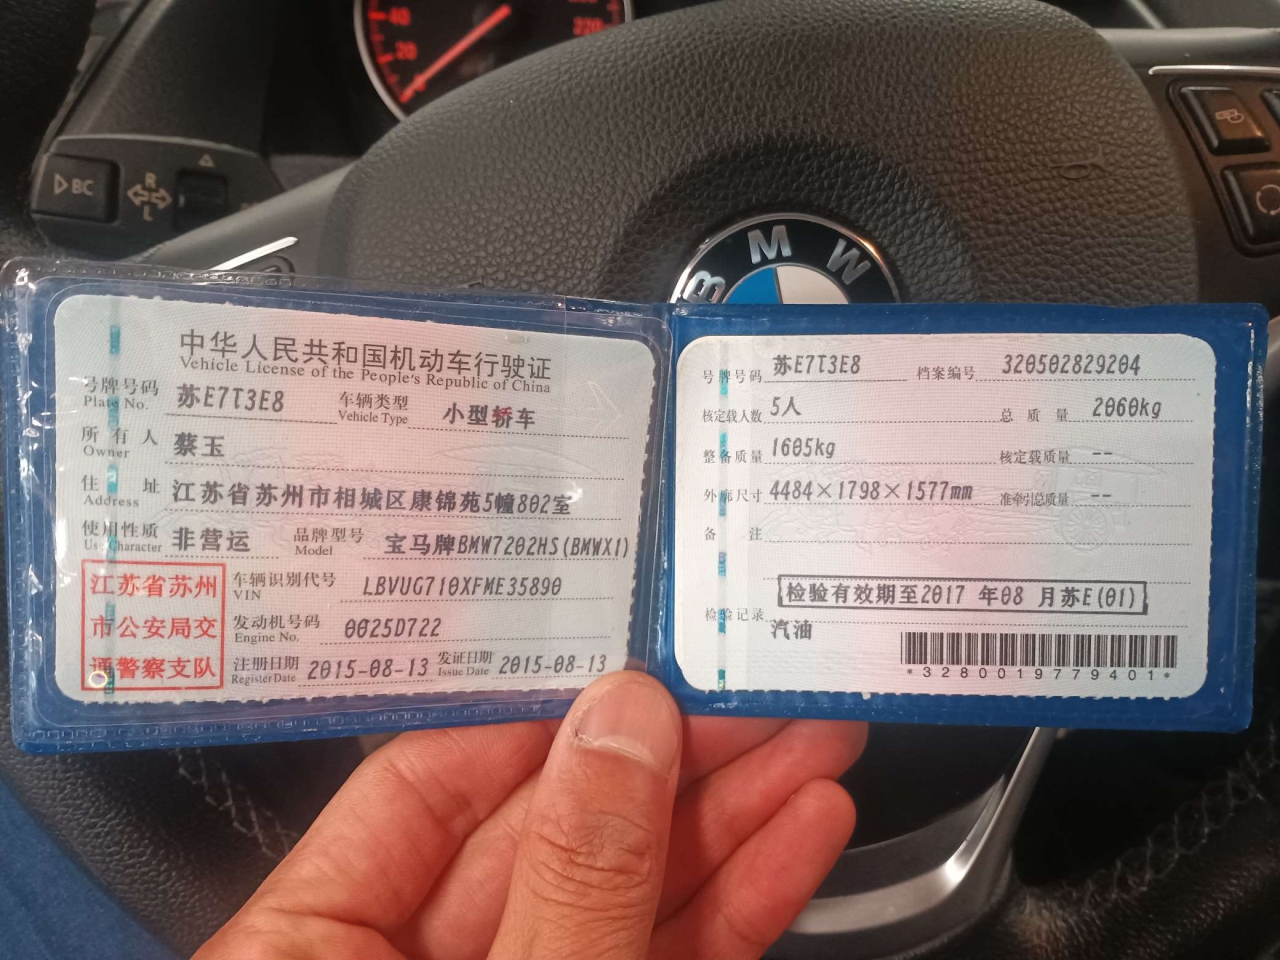 40
20
220
BC
R
L
BMW
中华人民共和国机动车行驶证
Vehicle License of the People's Republic of China
号牌号码 苏E7T3E8 车辆类型 小型轿车
Plate No. Vehicle Type
所有人 蔡玉
Owner
住址 江苏省苏州市相城区康锦苑5幢802室
Address
使用性质 非营运 品牌型号 宝马牌BMW7202HS(BMWX1)
Use Character Model
江苏省苏州
市公安局交
通警察支队
车辆识别代号 LBVUG710XFME35890
VIN
发动机号码 0025D722
Engine No.
注册日期 2015-08-13 发证日期 2015-08-13
Register Date Issue Date
号牌号码 苏E7T3E8 档案编号 320502829204
核定载人数 5人 总质量 2060kg
整备质量 1605kg 核定载质量 --
外廓尺寸 4484×1798×1577mm 准牵引总质量 --
备注
检验有效期至2017 年08 月苏E(01)
检验记录
汽油
*3280019779401*